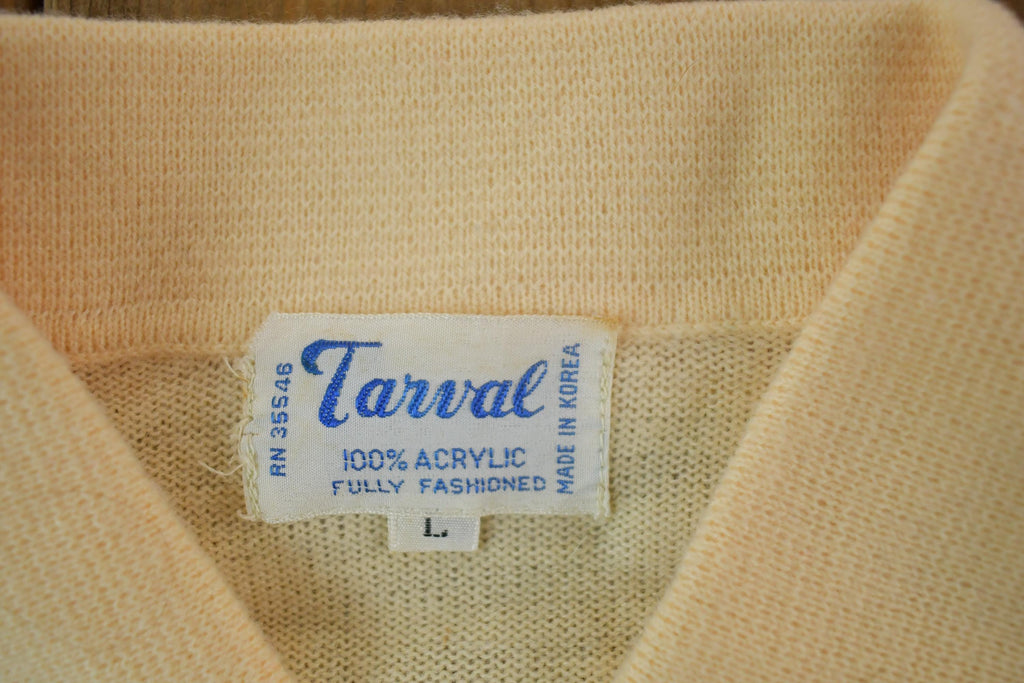 RN 35546
Tarval
100% ACRYLIC
FULLY FASHIONED
MADE IN KOREA
L